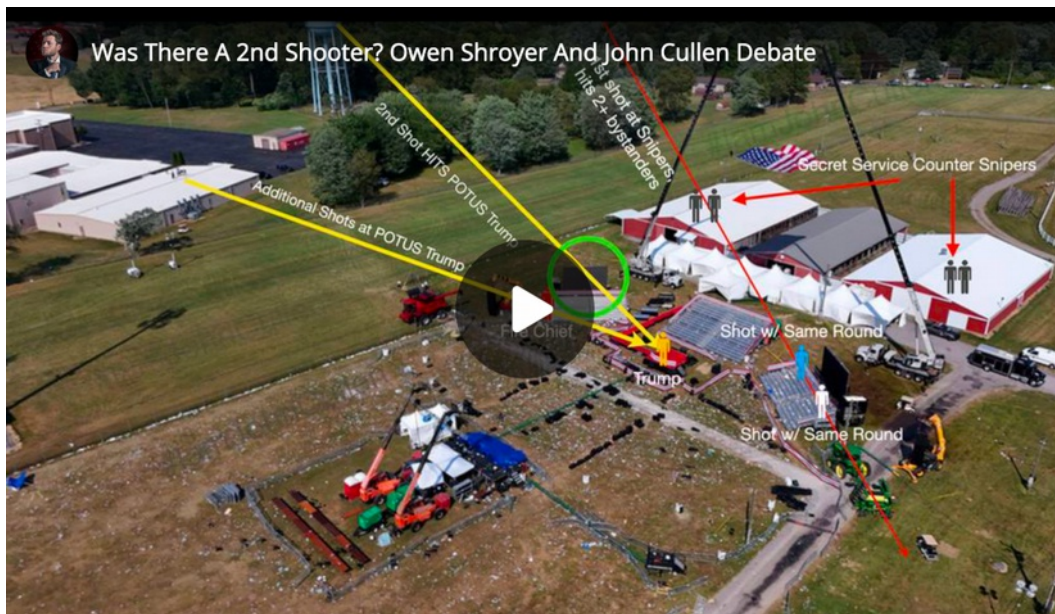 Was There A 2nd Shooter? Owen Shroyer And John Cullen Debate
1st shot at Snipers
hits 2+ bystanders
2nd Shot HITS POTUS Trump
Secret Service Counter Snipers
Additional Shots at POTUS Trump
Fire Chief
Shot w/ Same Round
Trump
Shot w/ Same Round